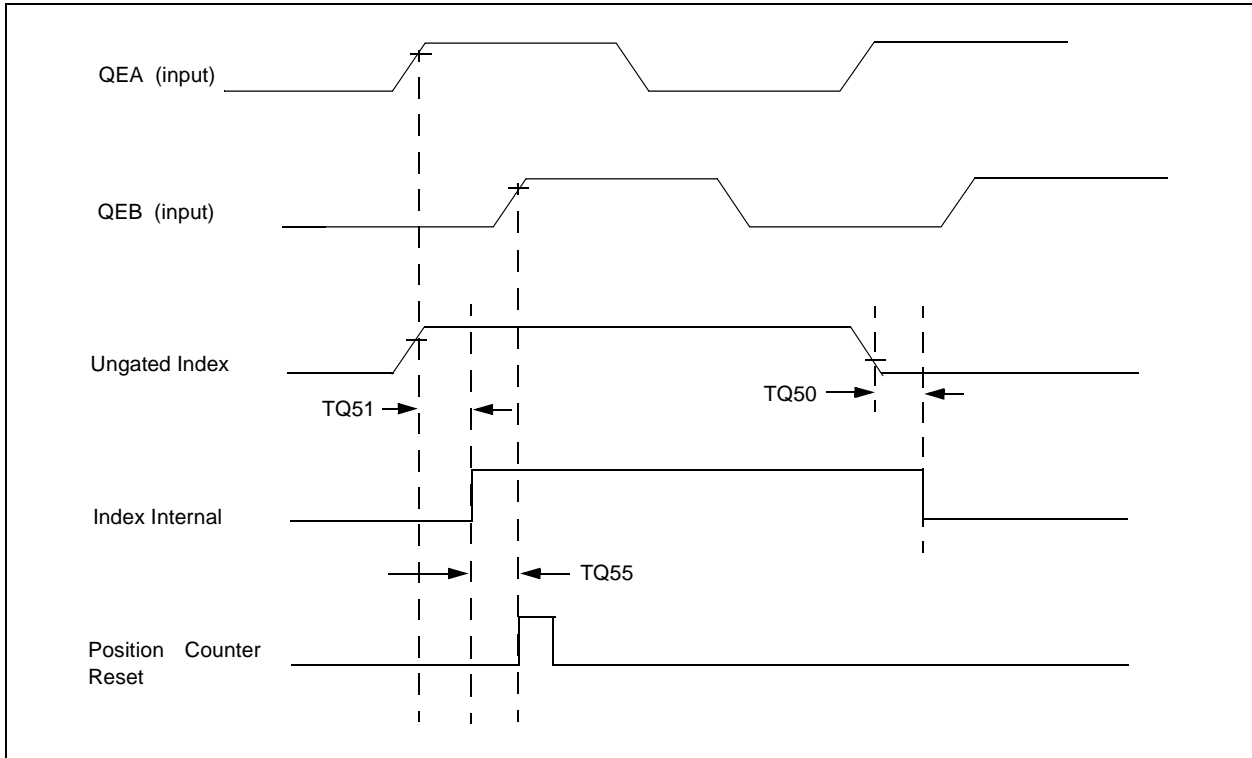 QEA (input)
QEB (input)
Ungated Index
TQ51
TQ50
Index Internal
TQ55
Position Counter
Reset